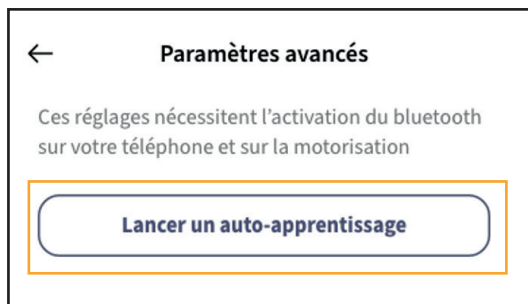 Paramètres avancés
Ces réglages nécessitent l’activation du bluetooth
sur votre téléphone et sur la motorisation
Lancer un auto-apprentissage